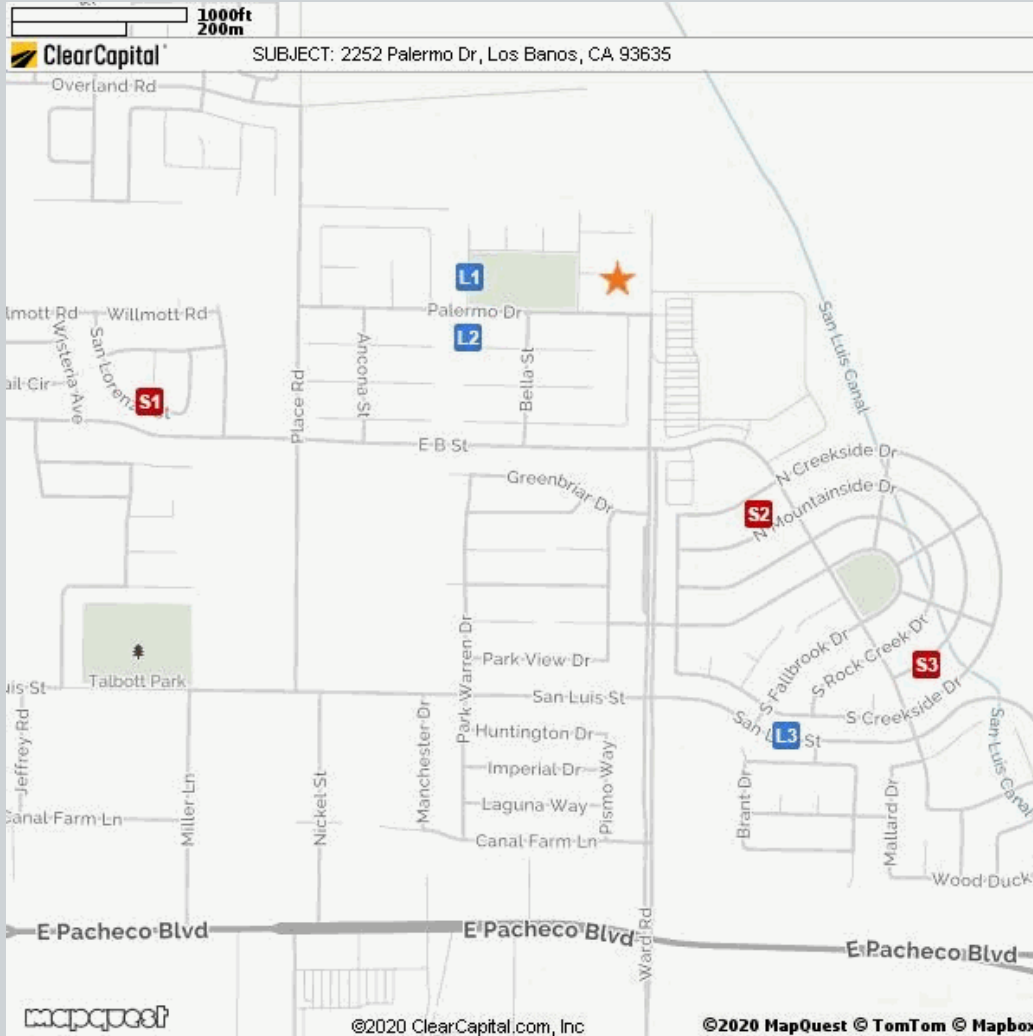 1000ft
200m
ClearCapital
SUBJECT: 2252 Palermo Dr, Los Banos, CA 93635
Overland Rd
L1
Palermo Dr
lmott Rd
Willmott Rd
L2
San Luis Canal
Wisteria Ave
San Lorenz
Ancona St
Bella St
Place Rd
ail Cir
S1
E B St
N Creekside Dr
Greenbriar Dr
N Mountainside Dr
S2
Park View Dr
S Fallbrook Dr
S Rock Creek Dr
S3
Talbott Park
uis St
San Luis St
S Creekside Dr
San L
L3
St
Jeffrey Rd
Park Warren Dr
Manchester Dr
Huntington Dr
Imperial Dr
Pismo Way
Laguna Way
San Luis Canal
Miller Ln
Nickel St
Brant Dr
Mallard Dr
Canal Farm Ln
Canal Farm Ln
Wood Duck
Ward Rd
E Pacheco Blvd
E Pacheco Blvd
E Pacheco Blvd
mapquest
©2020 ClearCapital.com, Inc
©2020 MapQuest © TomTom © Mapbox